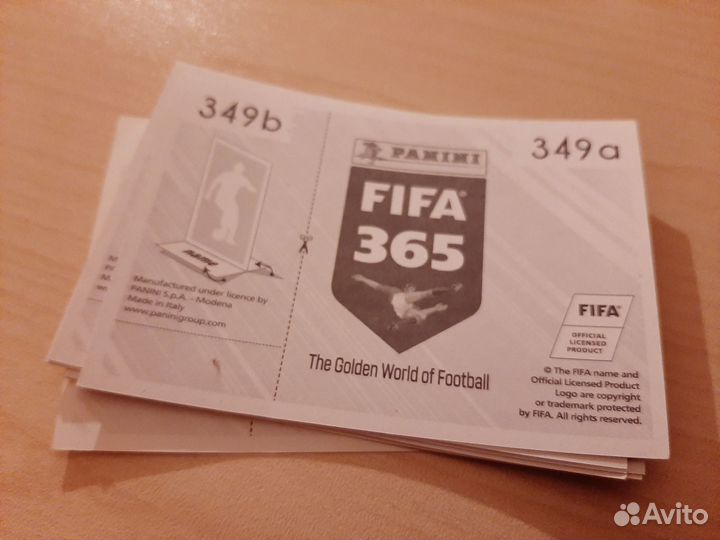 349b
349a
PANINI
FIFA
365
The Golden World of Football
name
Manufactured under licence by
PANINI S.p.A. - Modena
Made in Italy
www.paninigroup.com
FIFA
OFFICIAL
LICENSED
PRODUCT
© The FIFA name and
Official Licensed Product
Logo are copyright
or trademark protected
by FIFA. All rights reserved.
Avito